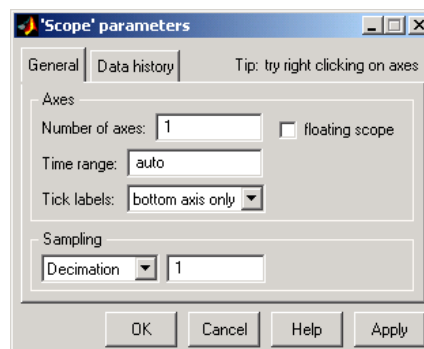 'Scope' parameters
General Data history Tip: try right clicking on axes
Axes
Number of axes: 1 floating scope
Time range: auto
Tick labels: bottom axis only
Sampling
Decimation 1
OK Cancel Help Apply